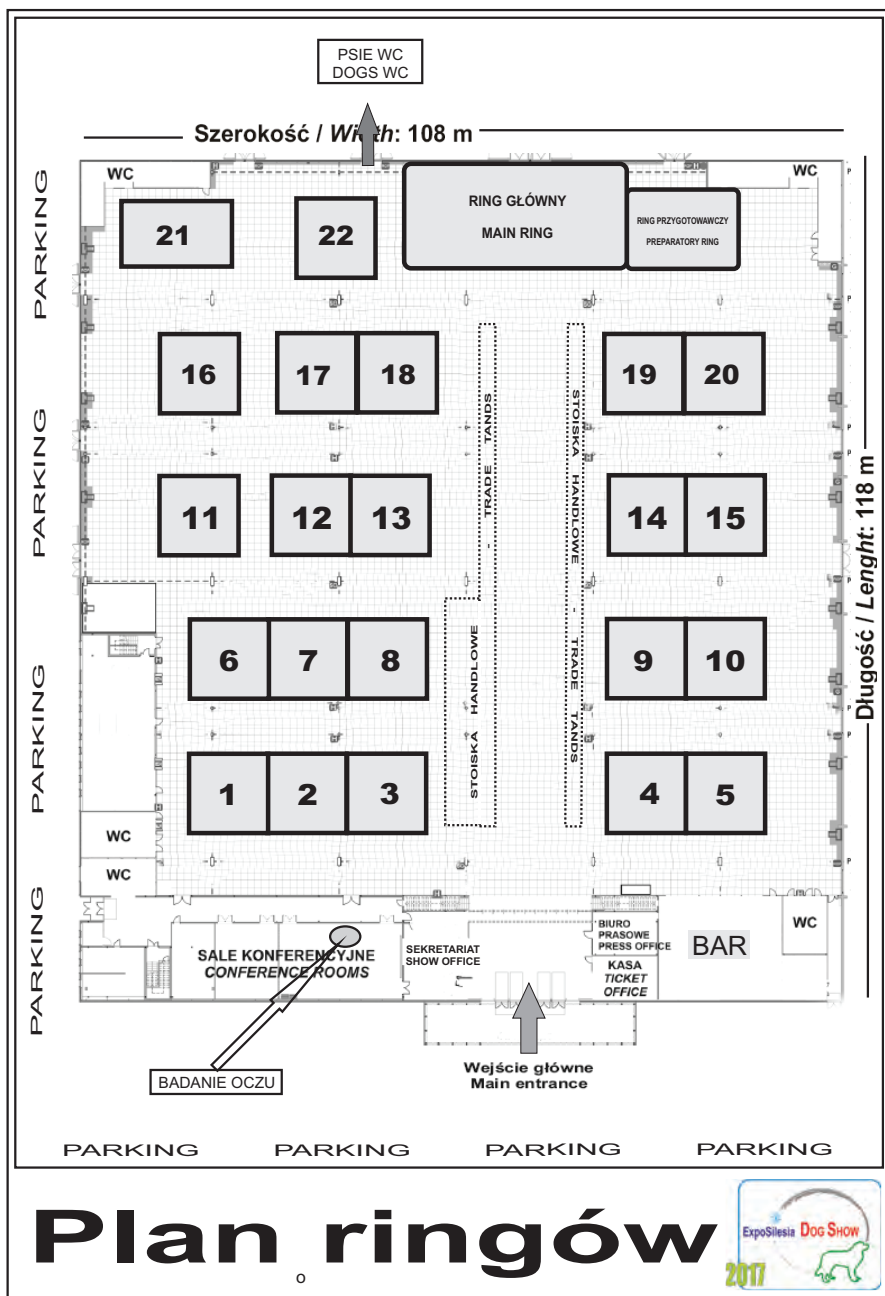 PSIE WC
DOGS WC
Szerokość / Width: 108 m
WC
WC
RING GŁÓWNY
MAIN RING
RING PRZYGOTOWAWCZY
PREPARATORY RING
21
22
PARKING
P
P
16
17
18
19
20
STOISKA HANDLOWE - TRADE TANDS
STOISKA HANDLOWE - TRADE TANDS
PARKING
P
11
12
13
14
15
Długość / Lenght: 118 m
P
6
7
8
9
10
PARKING
P
1
2
3
4
5
WC
WC
P
PARKING
SALE KONFERENCYJNE
CONFERENCE ROOMS
SEKRETARIAT
SHOW OFFICE
BIURO
PRASOWE
PRESS OFFICE
KASA
TICKET
OFFICE
BAR
WC
BADANIE OCZU
Wejście główne
Main entrance
PARKING
PARKING
PARKING
PARKING
Plan ringów
o
ExpoSilesia DOG SHOW
2017